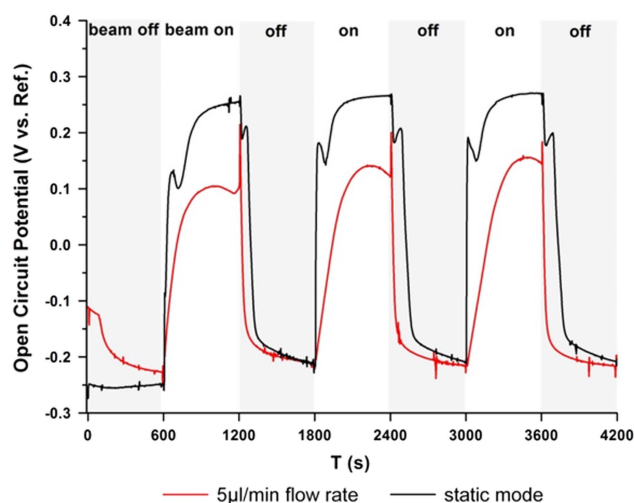 beam off beam on off on off on off
Open Circuit Potential (V vs. Ref.)
0.4
0.3
0.2
0.1
0.0
-0.1
-0.2
-0.3
0 600 1200 1800 2400 3000 3600 4200
T (s)
5µl/min flow rate static mode